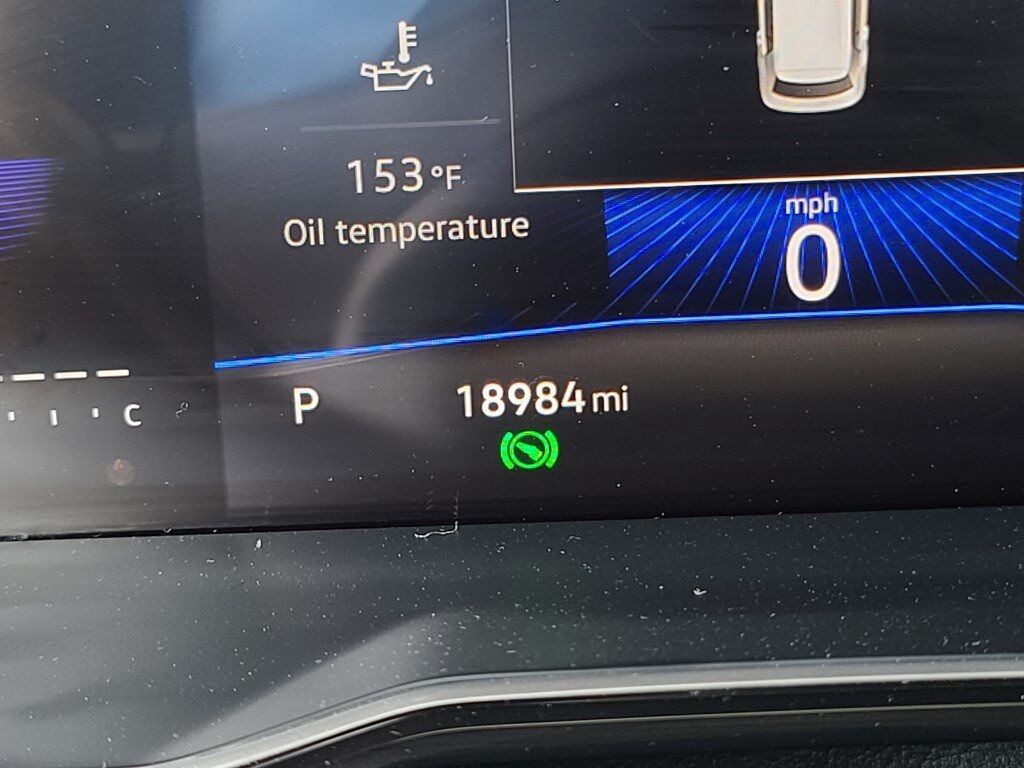 153 °F
Oil temperature
mph
0
C
P
18984 mi